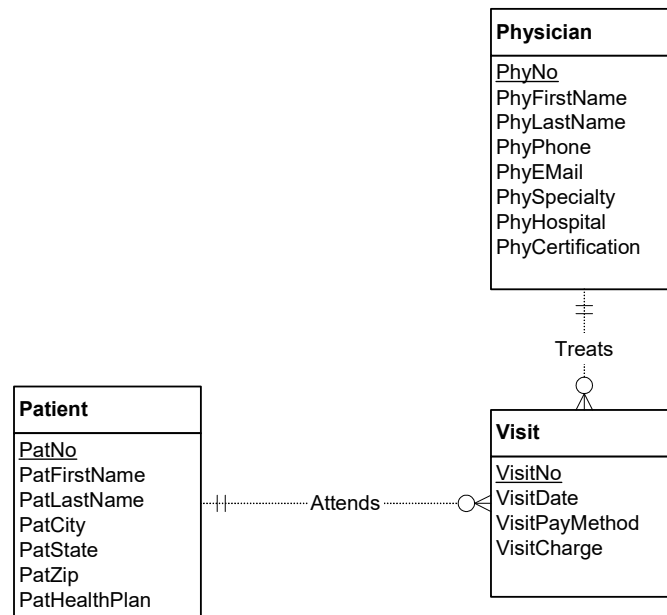 Physician
PhyNo
PhyFirstName
PhyLastName
PhyPhone
PhyEMail
PhySpecialty
PhyHospital
PhyCertification
Treats
Patient
PatNo
PatFirstName
PatLastName
PatCity
PatState
PatZip
PatHealthPlan
Attends
Visit
VisitNo
VisitDate
VisitPayMethod
VisitCharge